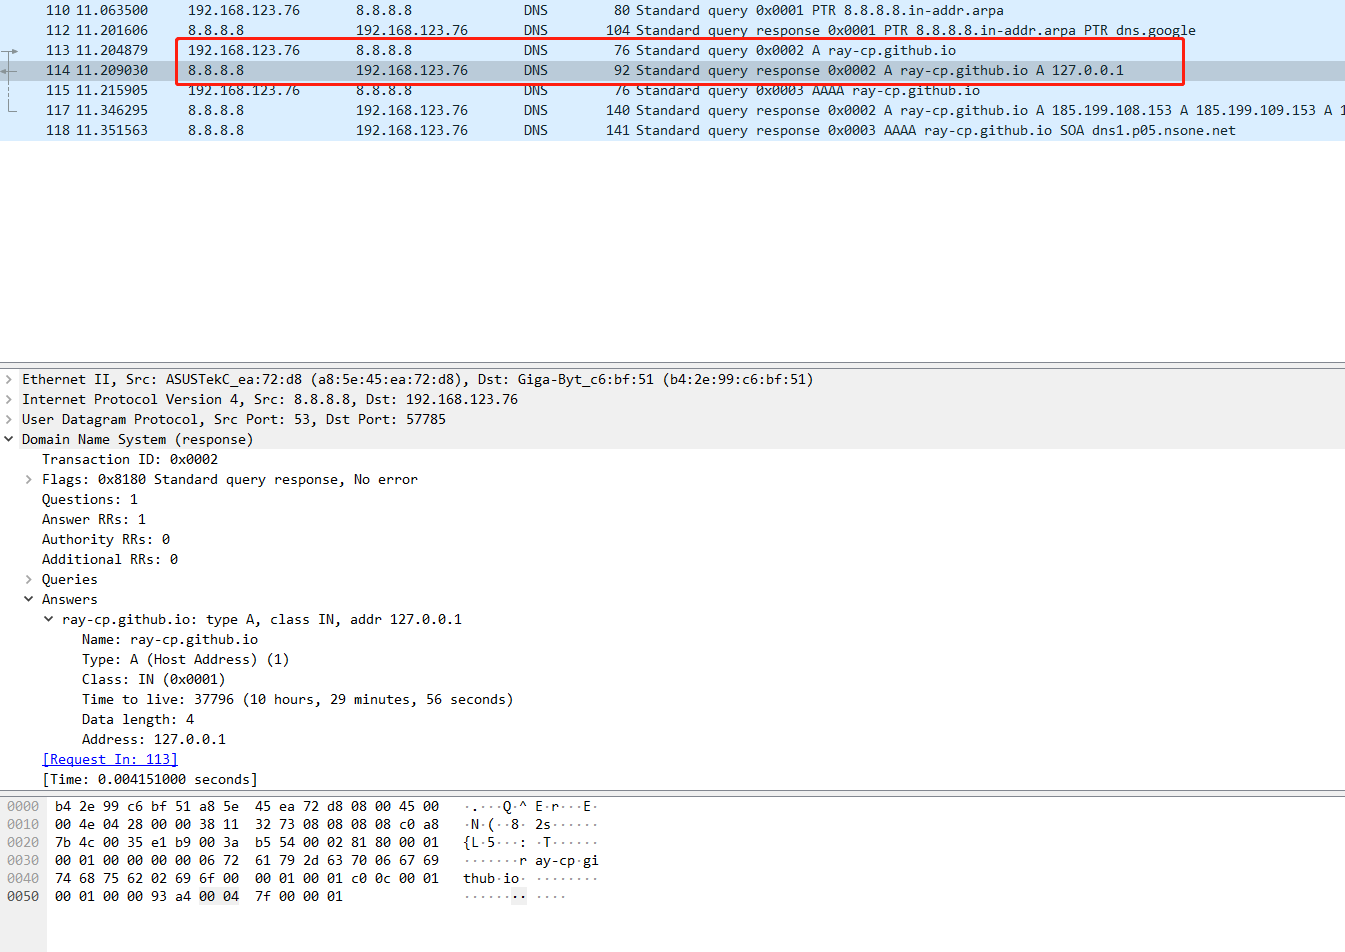 110 11.063500 192.168.123.76 8.8.8.8 DNS 80 Standard query 0x0001 PTR 8.8.8.8.in-addr.arpa
112 11.201606 8.8.8.8 192.168.123.76 DNS 104 Standard query response 0x0001 PTR 8.8.8.8.in-addr.arpa PTR dns.google
113 11.204879 192.168.123.76 8.8.8.8 DNS 76 Standard query 0x0002 A ray-cp.github.io
114 11.209030 8.8.8.8 192.168.123.76 DNS 92 Standard query response 0x0002 A ray-cp.github.io A 127.0.0.1
115 11.215905 192.168.123.76 8.8.8.8 DNS 76 Standard query 0x0003 AAAA ray-cp.github.io
117 11.346295 8.8.8.8 192.168.123.76 DNS 140 Standard query response 0x0002 A ray-cp.github.io A 185.199.108.153 A 185.199.109.153 A 1
118 11.351563 8.8.8.8 192.168.123.76 DNS 141 Standard query response 0x0003 AAAA ray-cp.github.io SOA dns1.p05.nsone.net
Ethernet II, Src: ASUSTekC_ea:72:d8 (a8:5e:45:ea:72:d8), Dst: Giga-Byt_c6:bf:51 (b4:2e:99:c6:bf:51)
Internet Protocol Version 4, Src: 8.8.8.8, Dst: 192.168.123.76
User Datagram Protocol, Src Port: 53, Dst Port: 57785
Domain Name System (response)
Transaction ID: 0x0002
Flags: 0x8180 Standard query response, No error
Questions: 1
Answer RRs: 1
Authority RRs: 0
Additional RRs: 0
Queries
Answers
ray-cp.github.io: type A, class IN, addr 127.0.0.1
Name: ray-cp.github.io
Type: A (Host Address) (1)
Class: IN (0x0001)
Time to live: 37796 (10 hours, 29 minutes, 56 seconds)
Data length: 4
Address: 127.0.0.1
[Request In: 113]
[Time: 0.004151000 seconds]
0000 b4 2e 99 c6 bf 51 a8 5e 45 ea 72 d8 08 00 45 00 ·.···Q·^ E·r···E·
0010 00 4e 04 28 00 00 38 11 32 73 08 08 08 08 c0 a8 ·N·(··8· 2s······
0020 7b 4c 00 35 e1 b9 00 3a b5 54 00 02 81 80 00 01 {L·5···: ·T······
0030 00 01 00 00 00 00 06 72 61 79 2d 63 70 06 67 69 ·······r ay-cp·gi
0040 74 68 75 62 02 69 6f 00 00 01 00 01 c0 0c 00 01 thub·io· ········
0050 00 01 00 00 93 a4 00 04 7f 00 00 01 ········ ····